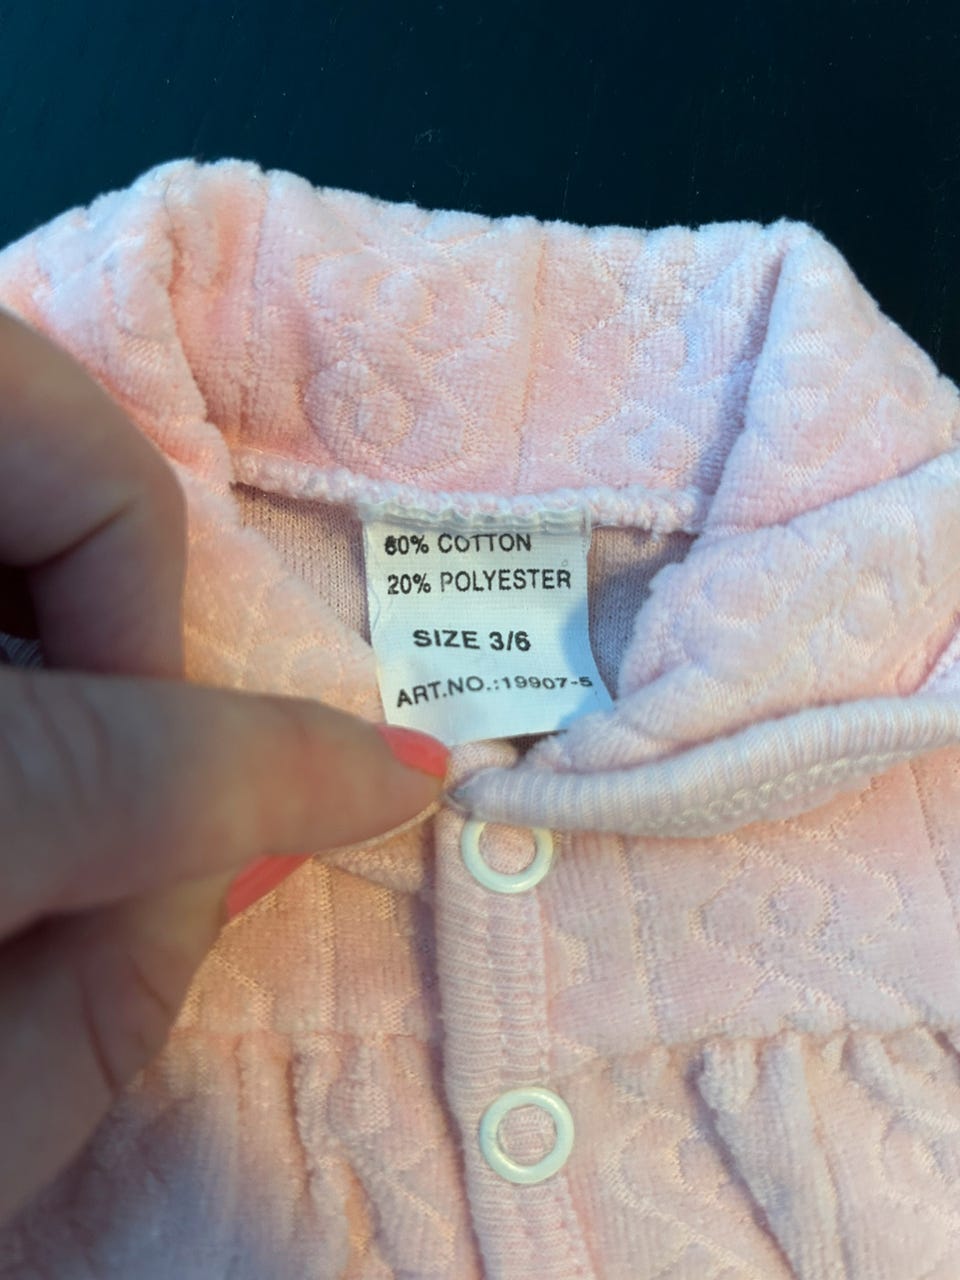 80% COTTON
20% POLYESTER
SIZE 3/6
ART.NO.:19907-5